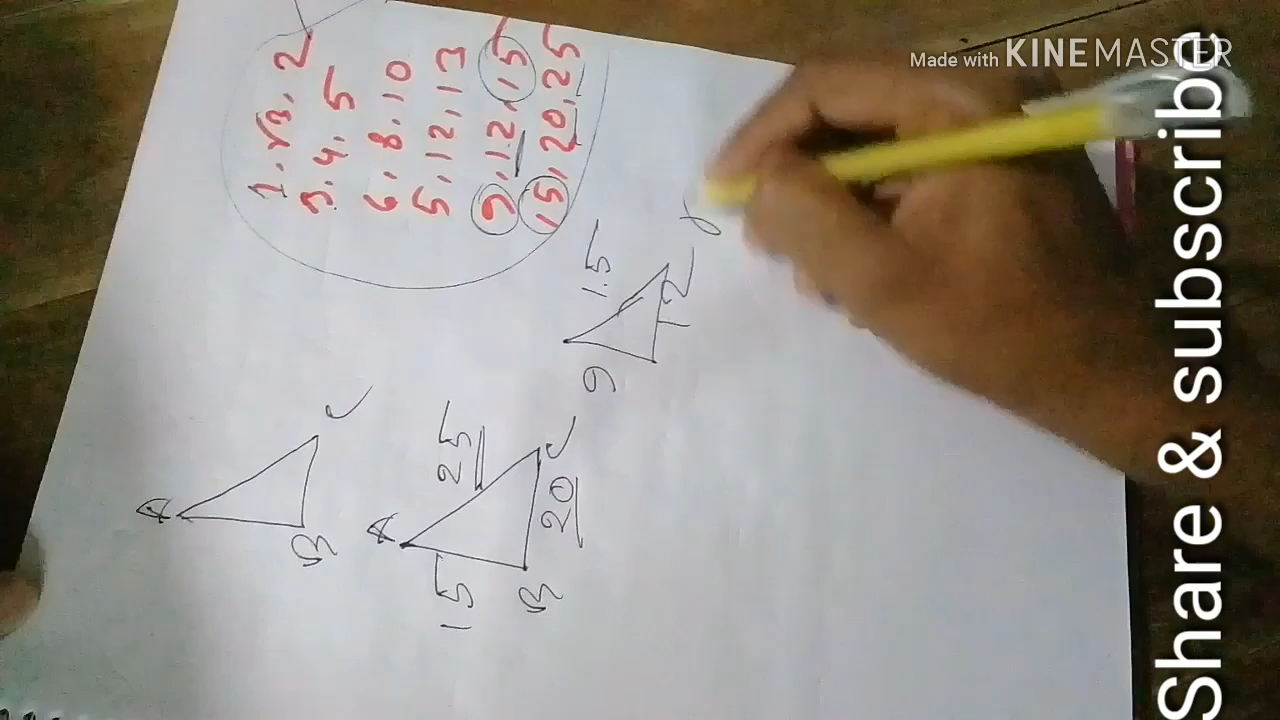 Made with KINEMASTER
Share & subscribe
1, √3, 2
3, 4, 5
6, 8, 10
5, 12, 13
9, 12, 15
15, 20, 25
A
B
C
A
25
C
20
15
B
15
12
9